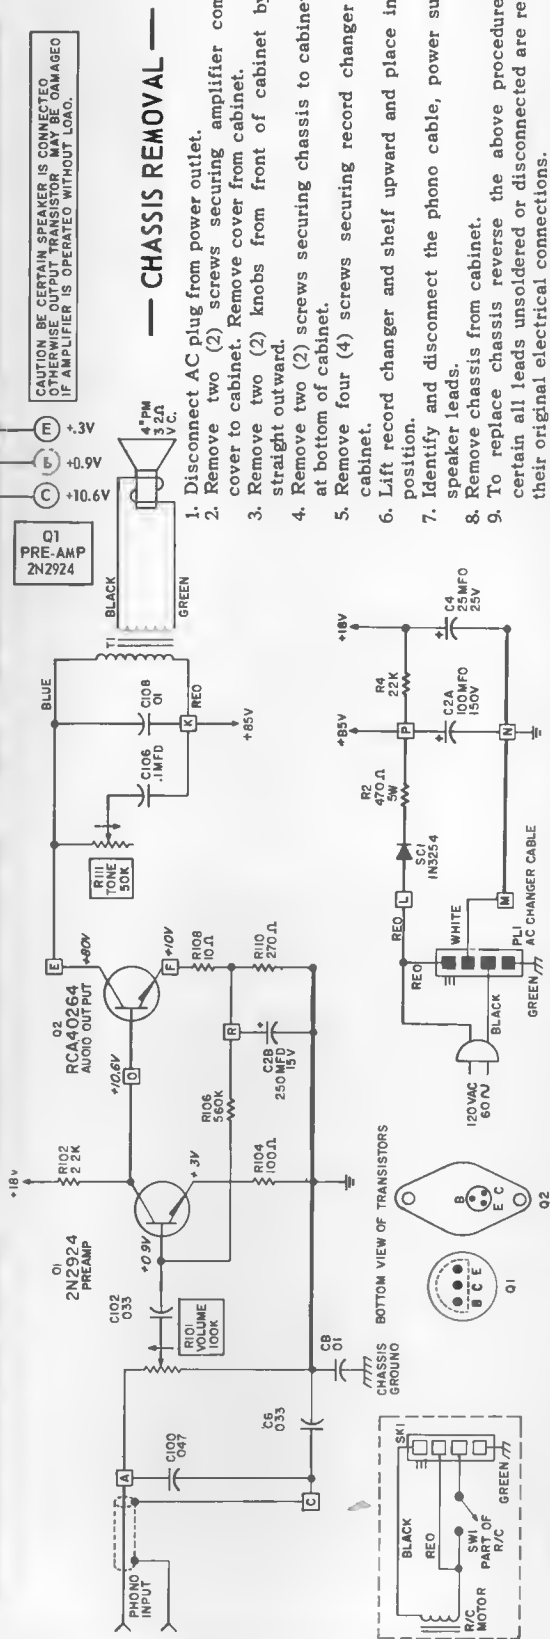 CAUTION BE CERTAIN SPEAKER IS CONNECTED
OTHERWISE OUTPUT TRANSISTOR MAY BE DAMAGED
IF AMPLIFIER IS OPERATED WITHOUT LOAD.
— CHASSIS REMOVAL —
1. Disconnect AC plug from power outlet.
2. Remove two (2) screws securing amplifier
cover to cabinet. Remove cover from cabinet.
3. Remove two (2) knobs from front of cabinet by
straight outward.
4. Remove two (2) screws securing chassis to cabinet
at bottom of cabinet.
5. Remove four (4) screws securing record changer
cabinet.
6. Lift record changer and shelf upward and place in
position.
7. Identify and disconnect the phono cable, power
speaker leads.
8. Remove chassis from cabinet.
9. To replace chassis reverse the above procedure
certain all leads unsoldered or disconnected are
their original electrical connections.
E +.3V
B +0.9V
C +10.6V
Q1
PRE-AMP
2N2924
4"PM
3.2Ω
V.C.
BLACK
GREEN
T1
BLUE
RED
C108
.01
K
+85V
C106
.1MFD
R111
TONE
50K
E
+80V
Q2
RCA40264
AUDIO OUTPUT
F
+10V
R108
10Ω
R110
270Ω
R
C2B
250MFD
15V
R106
560K
D
+10.6V
+18V
R102
2.2K
Q1
2N2924
PREAMP
+0.9V
+.3V
R104
100Ω
C102
.033
R101
VOLUME
100K
C8
.01
CHASSIS
GROUND
C6
.033
C100
.047
A
C
PHONO
INPUT
+18V
C4
25MFD
25V
R4
22K
+85V
P
C2A
100MFD
150V
N
R2
470Ω
5W
SC1
1N3254
L
RED
RED
WHITE
M
PL1
AC CHANGER CABLE
GREEN
BLACK
120VAC
60~
BOTTOM VIEW OF TRANSISTORS
B
E
C
Q2
B C E
Q1
SK1
BLACK
RED
GREEN
SW1
PART OF
R/C
R/C
MOTOR